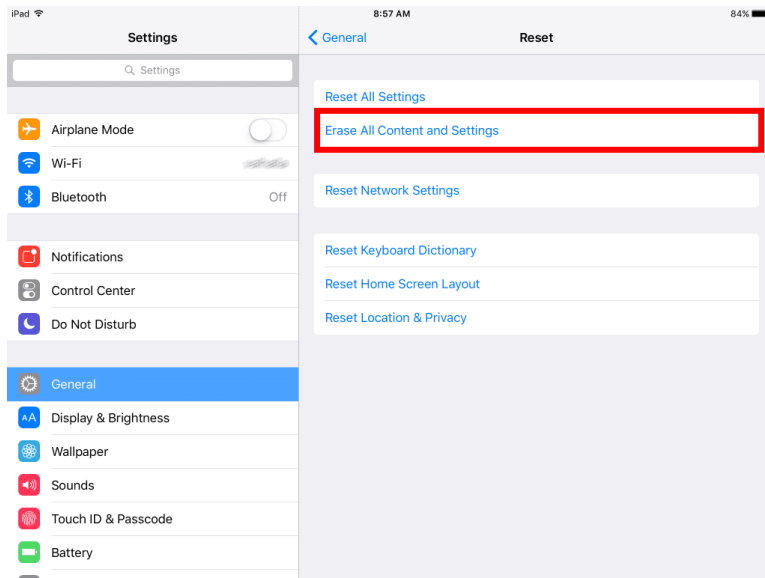 iPad
8:57 AM
84%
Settings
General
Reset
Settings
Airplane Mode
Wi-Fi
Bluetooth
Off
Notifications
Control Center
Do Not Disturb
General
AA
Display & Brightness
Wallpaper
Sounds
Touch ID & Passcode
Battery
Reset All Settings
Erase All Content and Settings
Reset Network Settings
Reset Keyboard Dictionary
Reset Home Screen Layout
Reset Location & Privacy